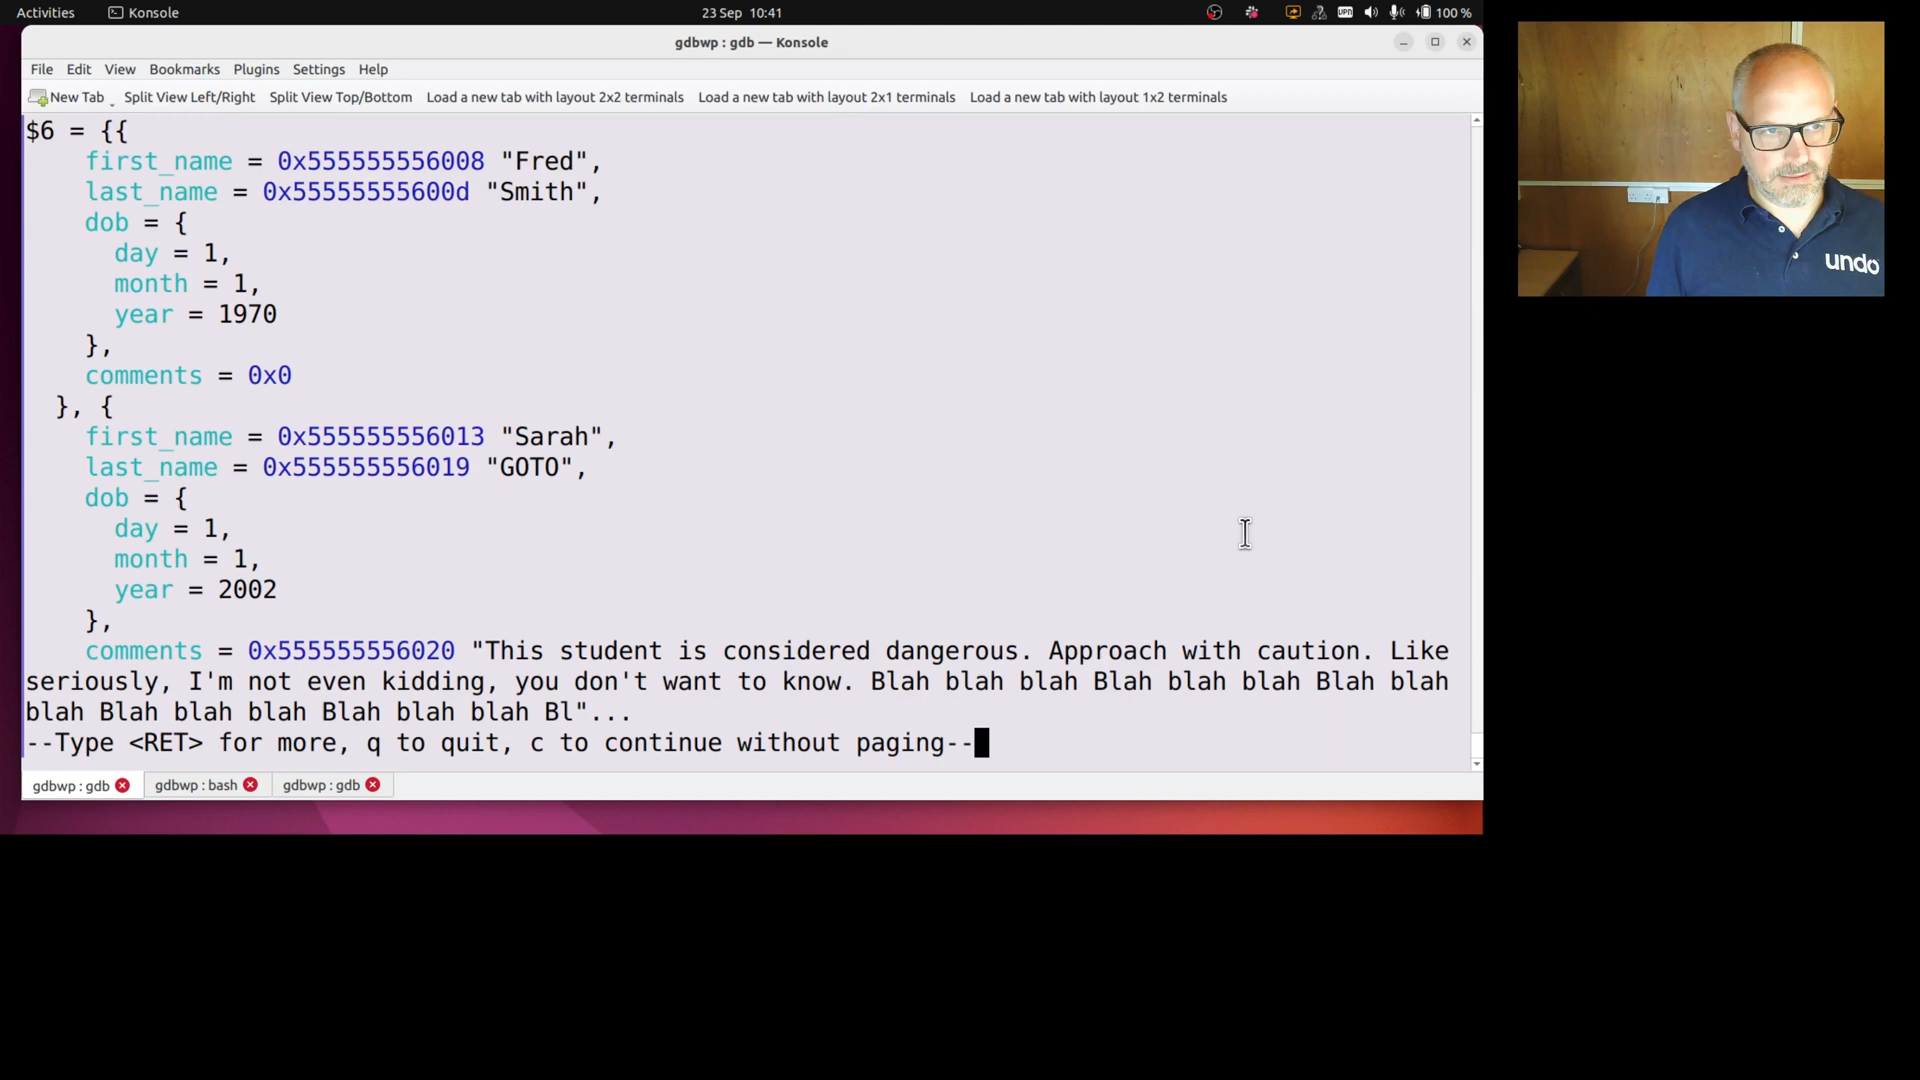 Activities Konsole 23 Sep 10:41 VPN 100 %
gdbwp : gdb — Konsole
File Edit View Bookmarks Plugins Settings Help
New Tab Split View Left/Right Split View Top/Bottom Load a new tab with layout 2x2 terminals Load a new tab with layout 2x1 terminals Load a new tab with layout 1x2 terminals
$6 = {{
first_name = 0x555555556008 "Fred",
last_name = 0x55555555600d "Smith",
dob = {
day = 1,
month = 1,
year = 1970
},
comments = 0x0
}, {
first_name = 0x555555556013 "Sarah",
last_name = 0x555555556019 "GOTO",
dob = {
day = 1,
month = 1,
year = 2002
},
comments = 0x555555556020 "This student is considered dangerous. Approach with caution. Like
seriously, I'm not even kidding, you don't want to know. Blah blah blah Blah blah blah Blah blah
blah Blah blah blah Blah blah blah Bl"...
--Type <RET> for more, q to quit, c to continue without paging--
gdbwp : gdb gdbwp : bash gdbwp : gdb
undo